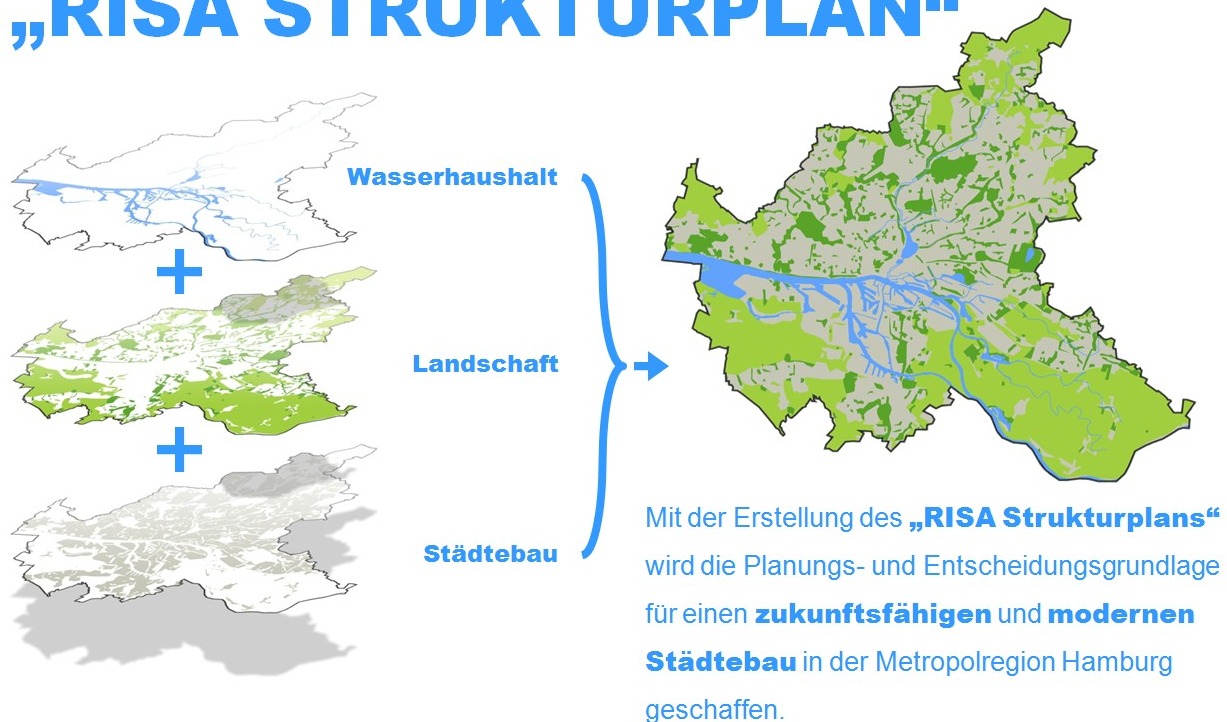 „RISA STRUKTURPLAN“
Wasserhaushalt
Landschaft
Städtebau
Mit der Erstellung des „RISA Strukturplans“
wird die Planungs- und Entscheidungsgrundlage
für einen zukunftsfähigen und modernen
Städtebau in der Metropolregion Hamburg
geschaffen.